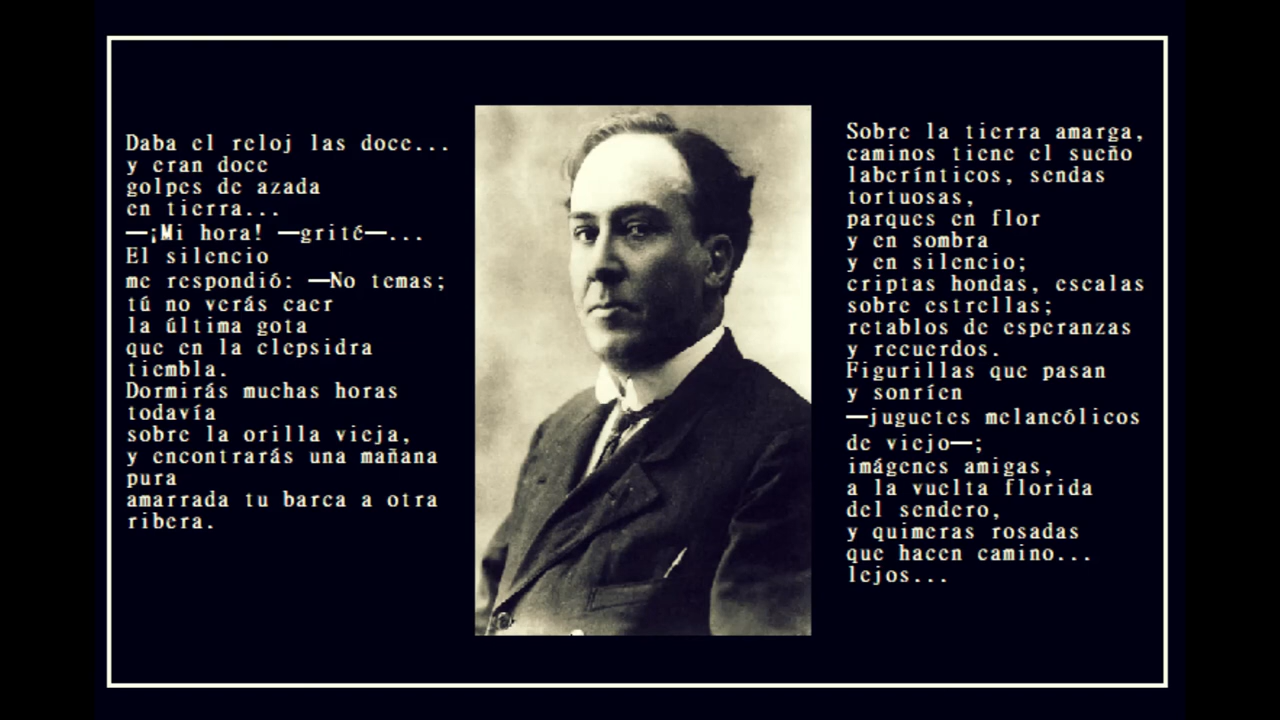 Daba el reloj las doce...
y eran doce
golpes de azada
en tierra...
—¡Mi hora! —grité—...
El silencio
me respondió: —No temas;
tú no verás caer
la última gota
que en la clepsidra
tiembla.
Dormirás muchas horas
todavía
sobre la orilla vieja,
y encontrarás una mañana
pura
amarrada tu barca a otra
ribera.
Sobre la tierra amarga,
caminos tiene el sueño
laberínticos, sendas
tortuosas,
parques en flor
y en sombra
y en silencio;
criptas hondas, escalas
sobre estrellas;
retablos de esperanzas
y recuerdos.
Figurillas que pasan
y sonríen
—juguetes melancólicos
de viejo—;
imágenes amigas,
a la vuelta florida
del sendero,
y quimeras rosadas
que hacen camino...
lejos...